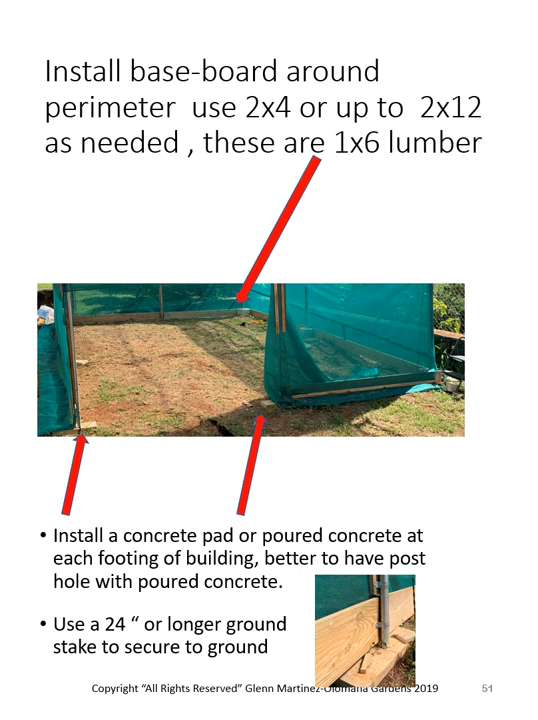 Install base-board around
perimeter  use 2x4 or up to  2x12
as needed , these are 1x6 lumber
• Install a concrete pad or poured concrete at
each footing of building, better to have post
hole with poured concrete.
• Use a 24 “ or longer ground
stake to secure to ground
Copyright “All Rights Reserved” Glenn Martinez-Olomana Gardens 2019
51